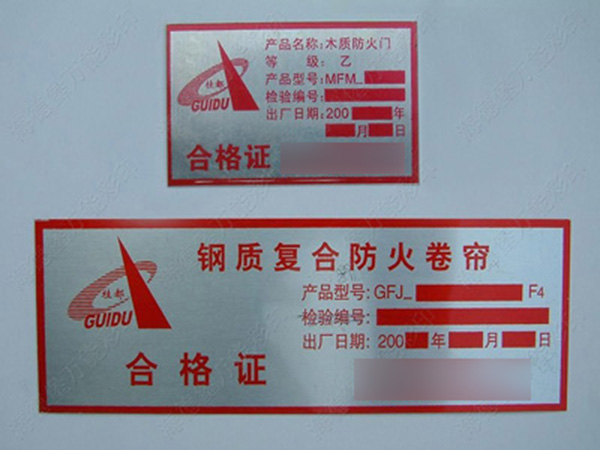 产品名称:木质防火门
等 级: 乙
产品型号:MFM_
检验编号:
出厂日期:200 年
月 日
桂都
GUIDU
合格证
钢质复合防火卷帘
产品型号:GFJ_ F4
检验编号:
出厂日期: 200 年 月 日
桂都
GUIDU
合格证